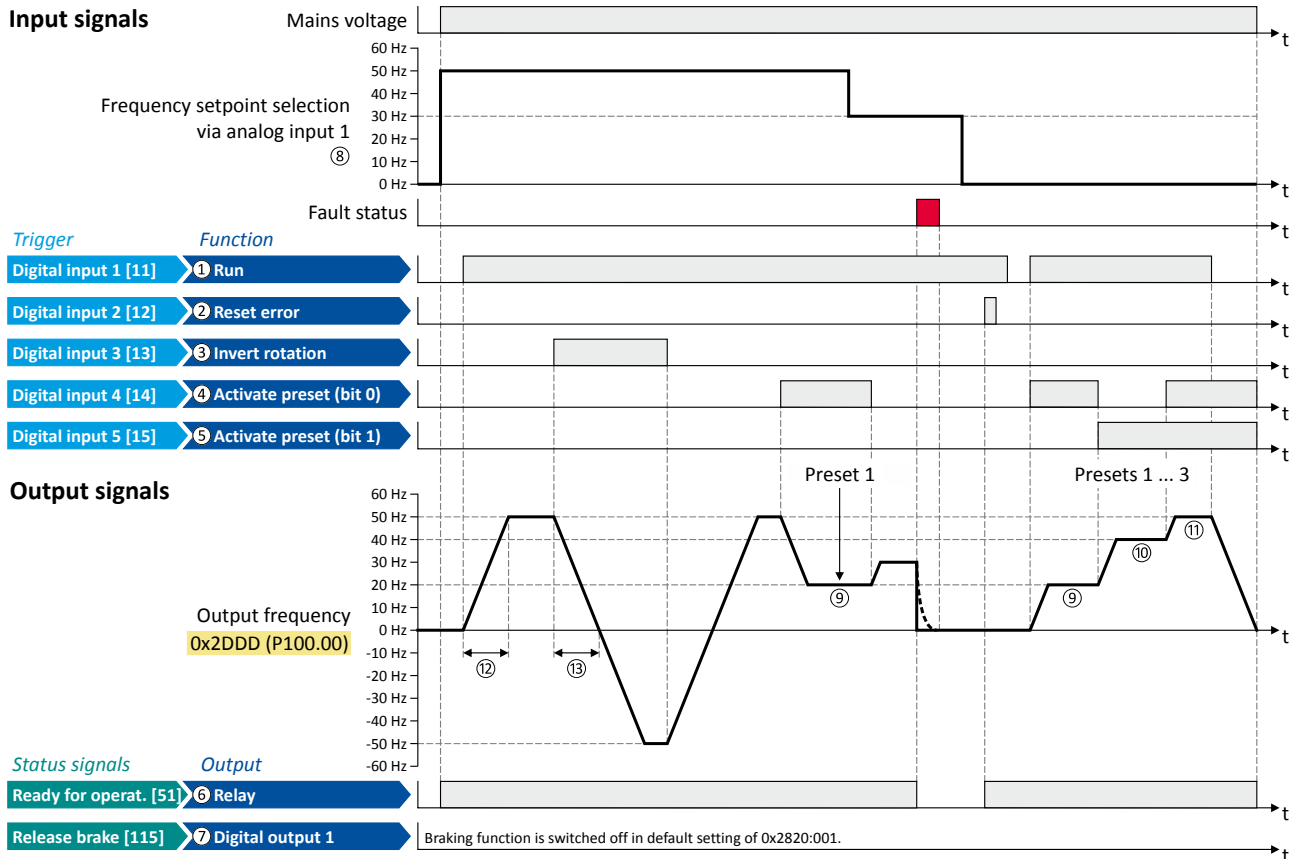 Input signals
Mains voltage
t
60 Hz
50 Hz
40 Hz
30 Hz
20 Hz
10 Hz
0 Hz
Frequency setpoint selection
via analog input 1
⑧
t
Fault status
t
Trigger Function
Digital input 1 [11] ① Run
t
Digital input 2 [12] ② Reset error
t
Digital input 3 [13] ③ Invert rotation
t
Digital input 4 [14] ④ Activate preset (bit 0)
t
Digital input 5 [15] ⑤ Activate preset (bit 1)
t
Output signals
Preset 1
Presets 1 ... 3
60 Hz
50 Hz
40 Hz
30 Hz
20 Hz
10 Hz
0 Hz
-10 Hz
-20 Hz
-30 Hz
-40 Hz
-50 Hz
-60 Hz
Output frequency
0x2DDD (P100.00)
⑫
⑬
⑨
⑨
⑩
⑪
t
Status signals Output
Ready for operat. [51] ⑥ Relay
t
Release brake [115] ⑦ Digital output 1
Braking function is switched off in default setting of 0x2820:001.
t